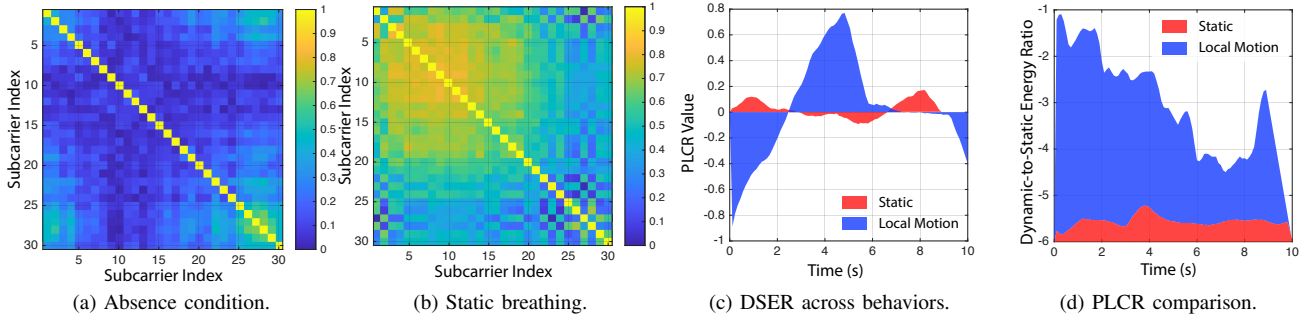 1
0.9
0.8
0.7
0.6
0.5
0.4
0.3
0.2
0.1
0
5
10
15
20
25
30
Subcarrier Index
5 10 15 20 25 30
Subcarrier Index
(a) Absence condition.
1
0.9
0.8
0.7
0.6
0.5
0.4
0.3
0.2
0.1
0
5
10
15
20
25
30
Subcarrier Index
5 10 15 20 25 30
Subcarrier Index
(b) Static breathing.
0.8
0.6
0.4
0.2
0
-0.2
-0.4
-0.6
-0.8
-1
PLCR Value
Static
Local Motion
0 2 4 6 8 10
Time (s)
(c) DSER across behaviors.
-1
-2
-3
-4
-5
-6
Dynamic-to-Static Energy Ratio
Static
Local Motion
0 2 4 6 8 10
Time (s)
(d) PLCR comparison.